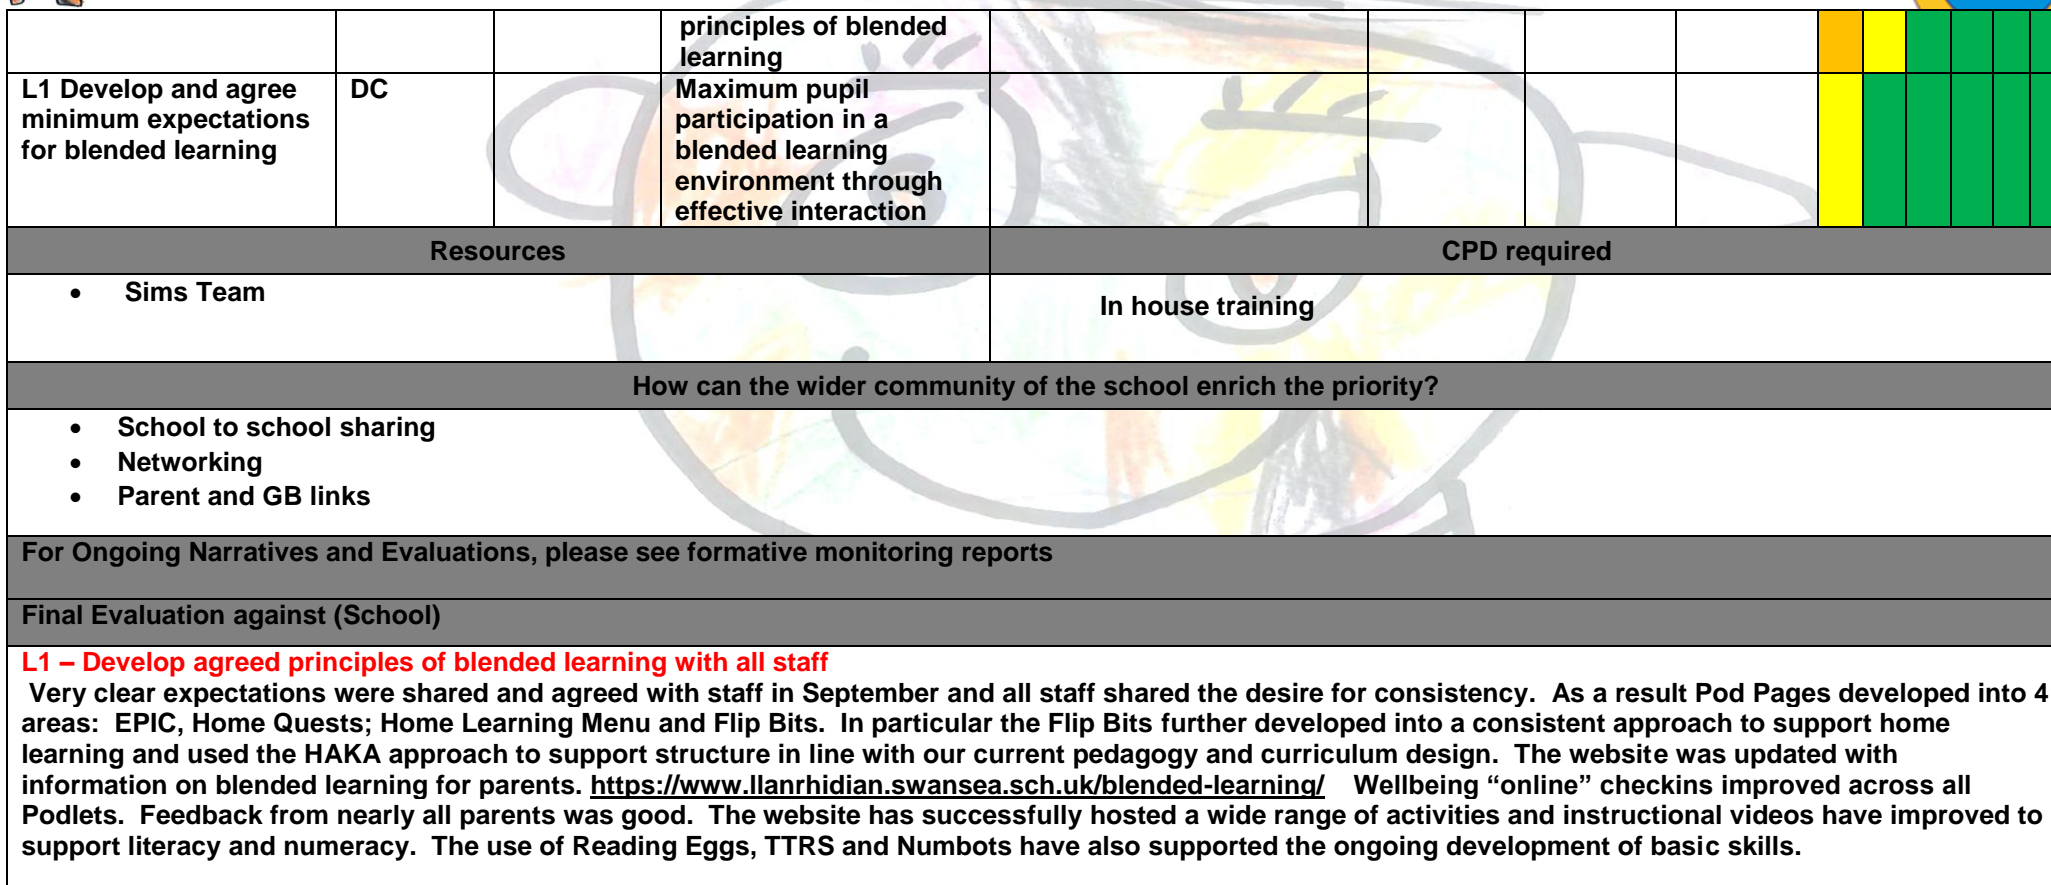 principles of blended
learning
L1 Develop and agree
minimum expectations
for blended learning
DC
Maximum pupil
participation in a
blended learning
environment through
effective interaction
Resources
CPD required
• Sims Team
In house training
How can the wider community of the school enrich the priority?
• School to school sharing
• Networking
• Parent and GB links
For Ongoing Narratives and Evaluations, please see formative monitoring reports
Final Evaluation against (School)
L1 – Develop agreed principles of blended learning with all staff
Very clear expectations were shared and agreed with staff in September and all staff shared the desire for consistency. As a result Pod Pages developed into 4
areas: EPIC, Home Quests; Home Learning Menu and Flip Bits. In particular the Flip Bits further developed into a consistent approach to support home
learning and used the HAKA approach to support structure in line with our current pedagogy and curriculum design. The website was updated with
information on blended learning for parents. https://www.llanrhidian.swansea.sch.uk/blended-learning/ Wellbeing “online” checkins improved across all
Podlets. Feedback from nearly all parents was good. The website has successfully hosted a wide range of activities and instructional videos have improved to
support literacy and numeracy. The use of Reading Eggs, TTRS and Numbots have also supported the ongoing development of basic skills.